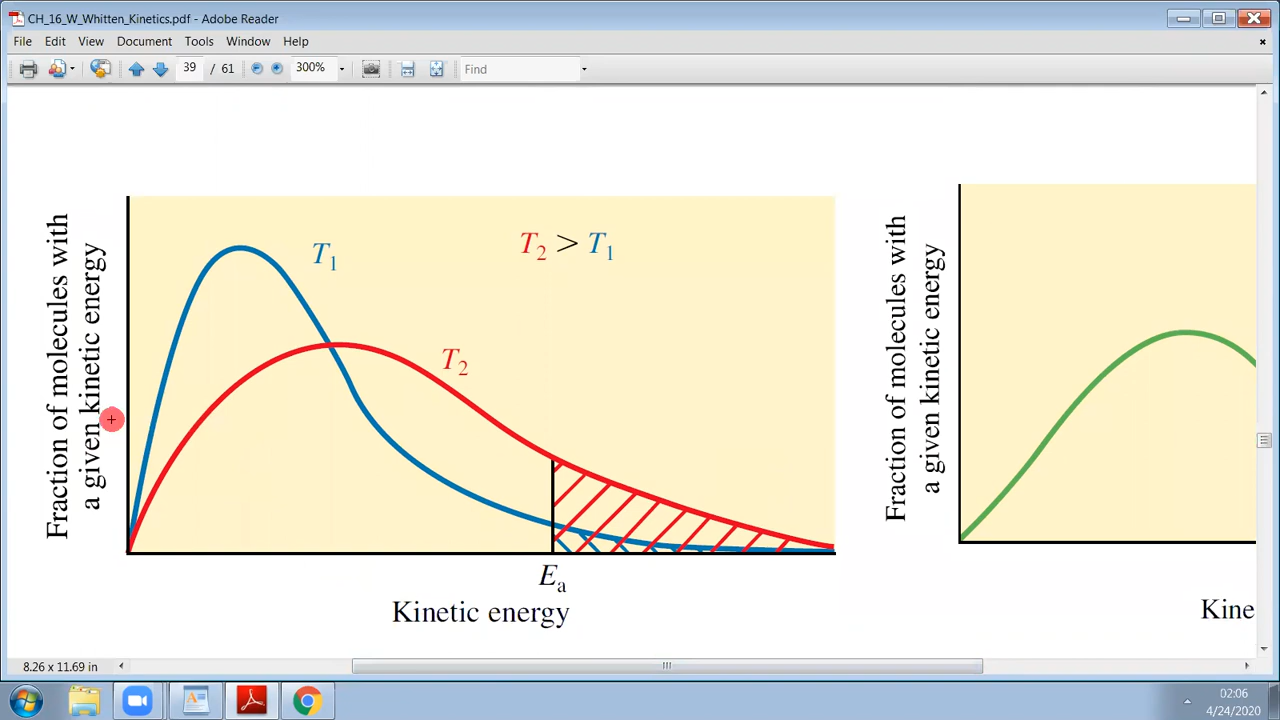 CH_16_W_Whitten_Kinetics.pdf - Adobe Reader
File Edit View Document Tools Window Help
39 / 61 300% Find
Fraction of molecules with
a given kinetic energy
T1
T2 > T1
T2
Ea
Kinetic energy
Fraction of molecules with
a given kinetic energy
Kine
8.26 x 11.69 in
02:06
4/24/2020